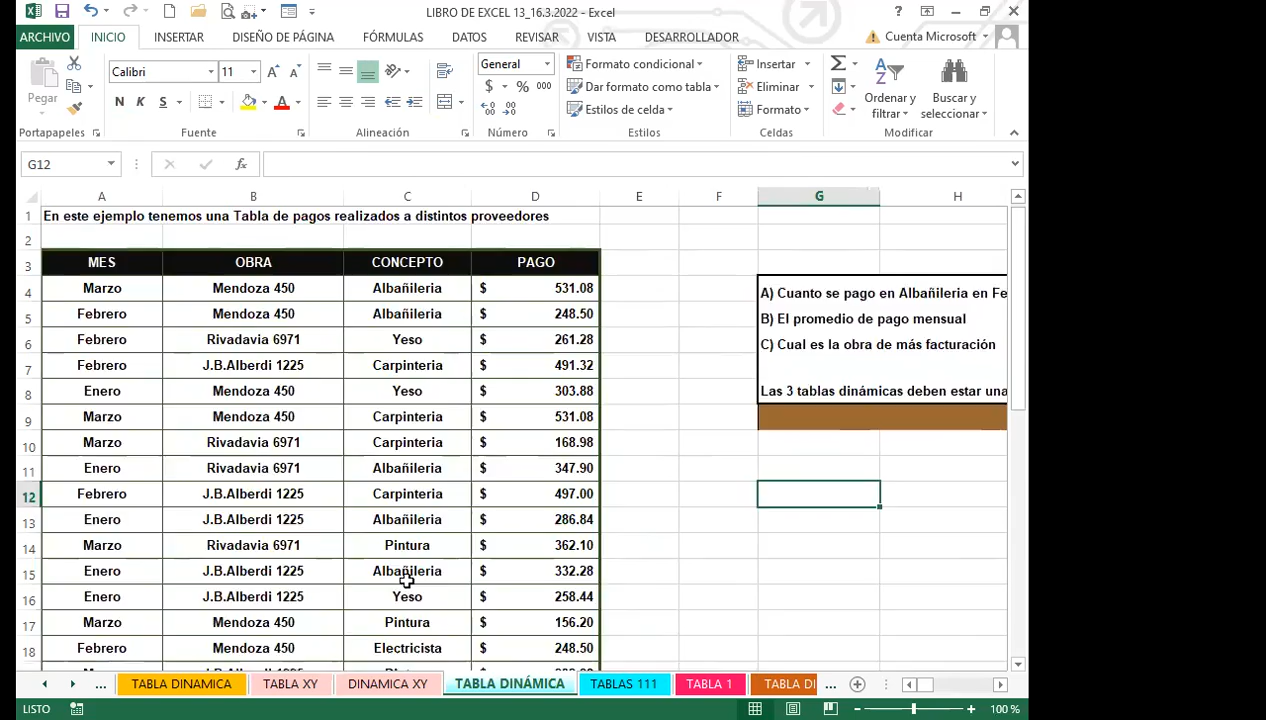 LIBRO DE EXCEL 13_16.3.2022 - Excel
ARCHIVO INICIO INSERTAR DISEÑO DE PÁGINA FÓRMULAS DATOS REVISAR VISTA DESARROLLADOR Cuenta Microsoft
Pegar
Calibri 11
N K S
General
$ % 000
Formato condicional
Dar formato como tabla
Estilos de celda
Insertar
Eliminar
Formato
Ordenar y filtrar
Buscar y seleccionar
Portapapeles Fuente Alineación Número Estilos Celdas Modificar
G12 fx
A B C D E F G H
1 En este ejemplo tenemos una Tabla de pagos realizados a distintos proveedores
2
3 MES OBRA CONCEPTO PAGO
4 Marzo Mendoza 450 Albañileria $ 531.08 A) Cuanto se pago en Albañileria en Fe
5 Febrero Mendoza 450 Albañileria $ 248.50 B) El promedio de pago mensual
6 Febrero Rivadavia 6971 Yeso $ 261.28 C) Cual es la obra de más facturación
7 Febrero J.B.Alberdi 1225 Carpinteria $ 491.32
8 Enero Mendoza 450 Yeso $ 303.88 Las 3 tablas dinámicas deben estar una
9 Marzo Mendoza 450 Carpinteria $ 531.08
10 Marzo Rivadavia 6971 Carpinteria $ 168.98
11 Enero Rivadavia 6971 Albañileria $ 347.90
12 Febrero J.B.Alberdi 1225 Carpinteria $ 497.00
13 Enero J.B.Alberdi 1225 Albañileria $ 286.84
14 Marzo Rivadavia 6971 Pintura $ 362.10
15 Enero J.B.Alberdi 1225 Albañileria $ 332.28
16 Enero J.B.Alberdi 1225 Yeso $ 258.44
17 Marzo Mendoza 450 Pintura $ 156.20
18 Febrero Mendoza 450 Electricista $ 248.50
... TABLA DINAMICA TABLA XY DINAMICA XY TABLA DINÁMICA TABLAS 111 TABLA 1 TABLA DI ...
LISTO 100 %